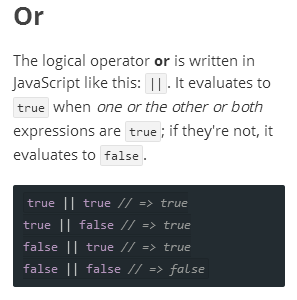 Or
The logical operator or is written in
JavaScript like this: ||. It evaluates to
true when one or the other or both
expressions are true; if they're not, it
evaluates to false.
true || true // => true
true || false // => true
false || true // => true
false || false // => false